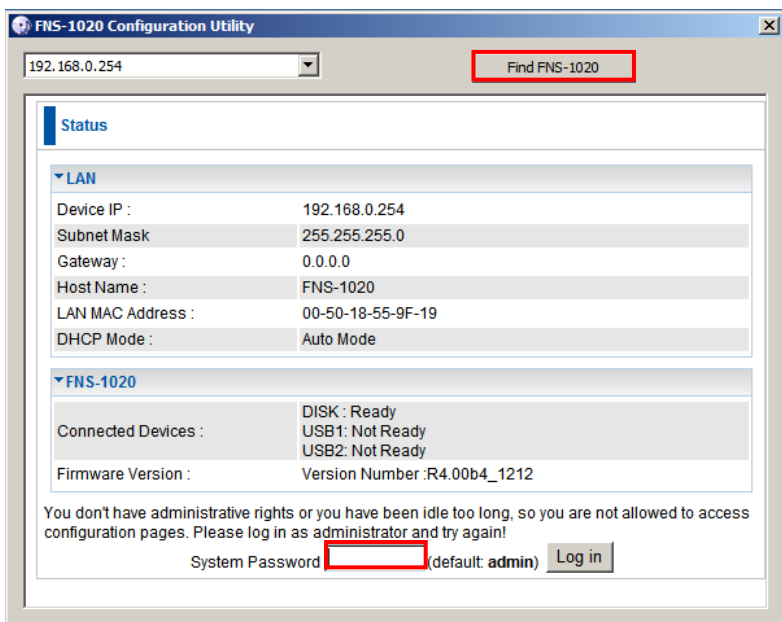 FNS-1020 Configuration Utility
192.168.0.254
Find FNS-1020
Status
LAN
Device IP : 192.168.0.254
Subnet Mask 255.255.255.0
Gateway : 0.0.0.0
Host Name : FNS-1020
LAN MAC Address : 00-50-18-55-9F-19
DHCP Mode : Auto Mode
FNS-1020
Connected Devices : DISK : Ready
USB1: Not Ready
USB2: Not Ready
Firmware Version : Version Number :R4.00b4_1212
You don't have administrative rights or you have been idle too long, so you are not allowed to access
configuration pages. Please log in as administrator and try again!
System Password (default: admin) Log in